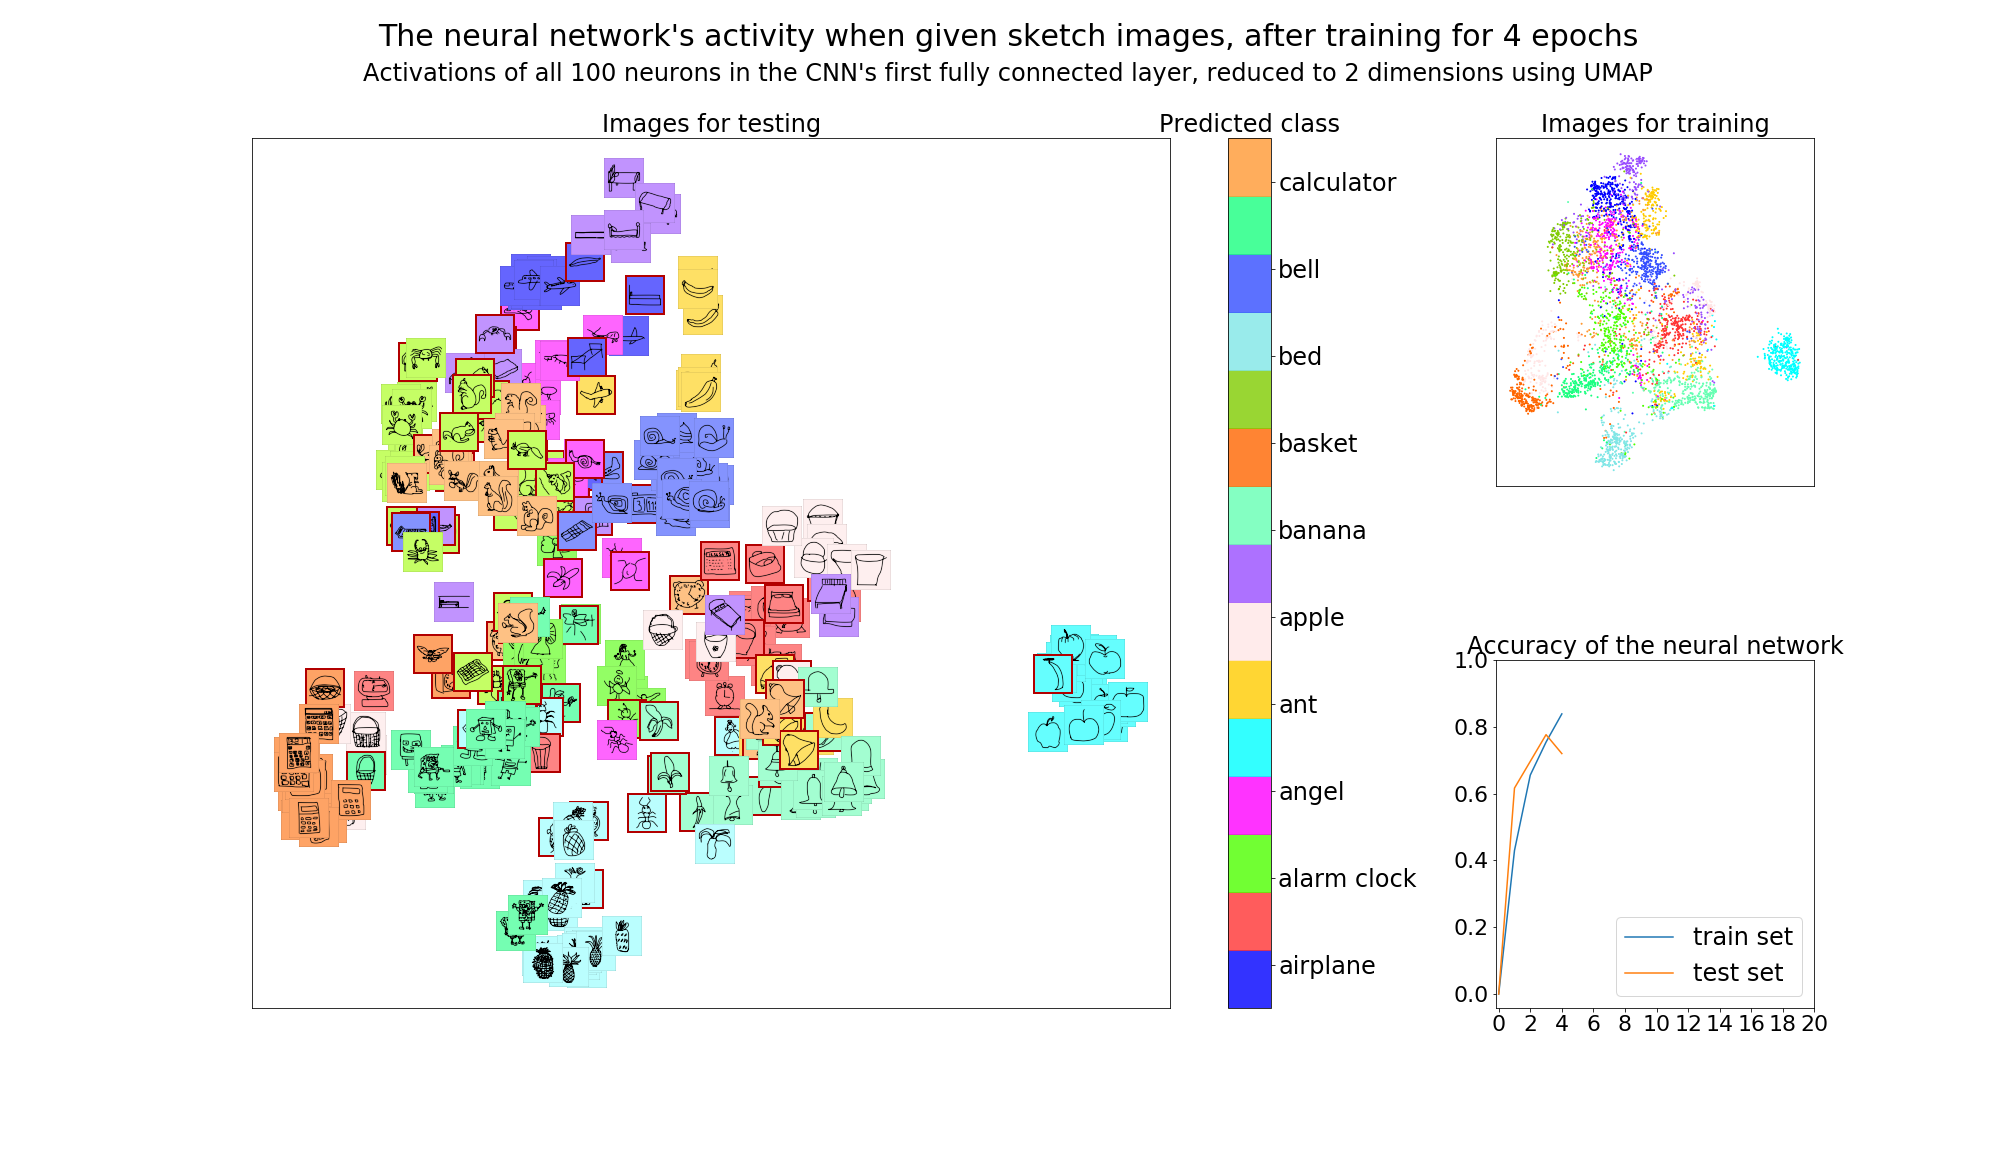 The neural network's activity when given sketch images, after training for 4 epochs
Activations of all 100 neurons in the CNN's first fully connected layer, reduced to 2 dimensions using UMAP
Images for testing
Predicted class
calculator
bell
bed
basket
banana
apple
ant
angel
alarm clock
airplane
Images for training
Accuracy of the neural network
1.0
0.8
0.6
0.4
0.2
0.0
train set
test set
0 2 4 6 8 10 12 14 16 18 20